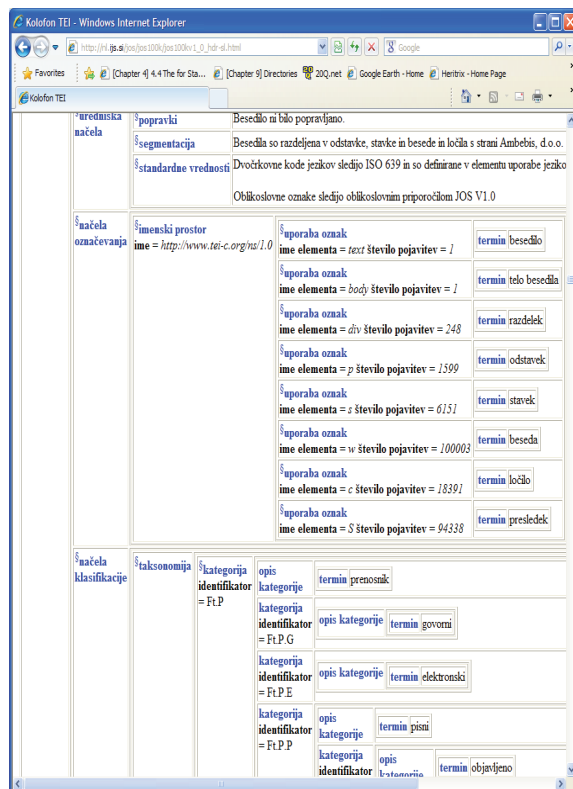 Kolofon TEI - Windows Internet Explorer
http://nl.ijs.si/jos/jos100k/jos100kv1_0_hdr-sl.html
Google
Favorites [Chapter 4] 4.4 The for Sta... [Chapter 9] Directories 20Q.net Google Earth - Home Heritrix - Home Page
Kolofon TEI
§uredniška načela
§popravki Besedilo ni bilo popravljano.
§segmentacija Besedila so razdeljena v odstavke, stavke in besede in ločila s strani Ambebis, d.o.o.
§standardne vrednosti Dvočrkovne kode jezikov sledijo ISO 639 in so definirane v elementu uporabe jeziko
Oblikoslovne oznake sledijo oblikoslovnim priporočilom JOS V1.0
§načela označevanja
§imenski prostor
ime = http://www.tei-c.org/ns/1.0
§uporaba oznak
ime elementa = text število pojavitev = 1
termin besedilo
§uporaba oznak
ime elementa = body število pojavitev = 1
termin telo besedila
§uporaba oznak
ime elementa = div število pojavitev = 248
termin razdelek
§uporaba oznak
ime elementa = p število pojavitev = 1599
termin odstavek
§uporaba oznak
ime elementa = s število pojavitev = 6151
termin stavek
§uporaba oznak
ime elementa = w število pojavitev = 100003
termin beseda
§uporaba oznak
ime elementa = c število pojavitev = 18391
termin ločilo
§uporaba oznak
ime elementa = S število pojavitev = 94338
termin presledek
§načela
klasifikacije
§taksonomija
§kategorija
identifikator
= Ft.P
opis
kategorije
termin prenosnik
kategorija
identifikator
= Ft.P.G
opis kategorije termin govorni
kategorija
identifikator
= Ft.P.E
opis kategorije termin elektronski
kategorija
identifikator
= Ft.P.P
opis
kategorije
termin pisni
kategorija
identifikator
opis
kategorije
termin objavljeno